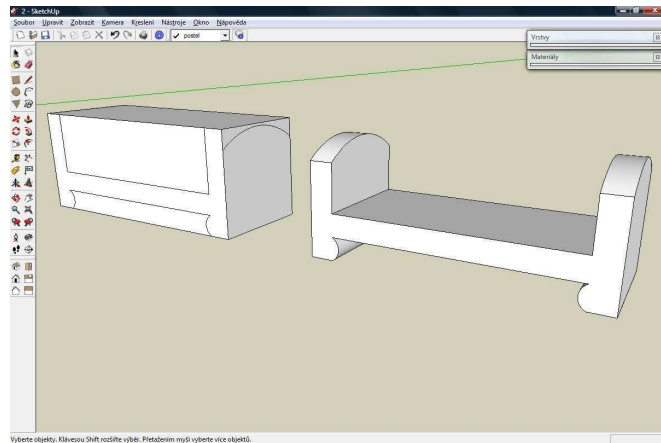 2 - SketchUp
Soubor Upravit Zobrazit Kamera Kreslení Nástroje Okno Nápověda
postel
Vrstvy
Materiály
Vyberte objekty. Klávesou Shift rozšíříte výběr. Přetažením myši vyberte více objektů.